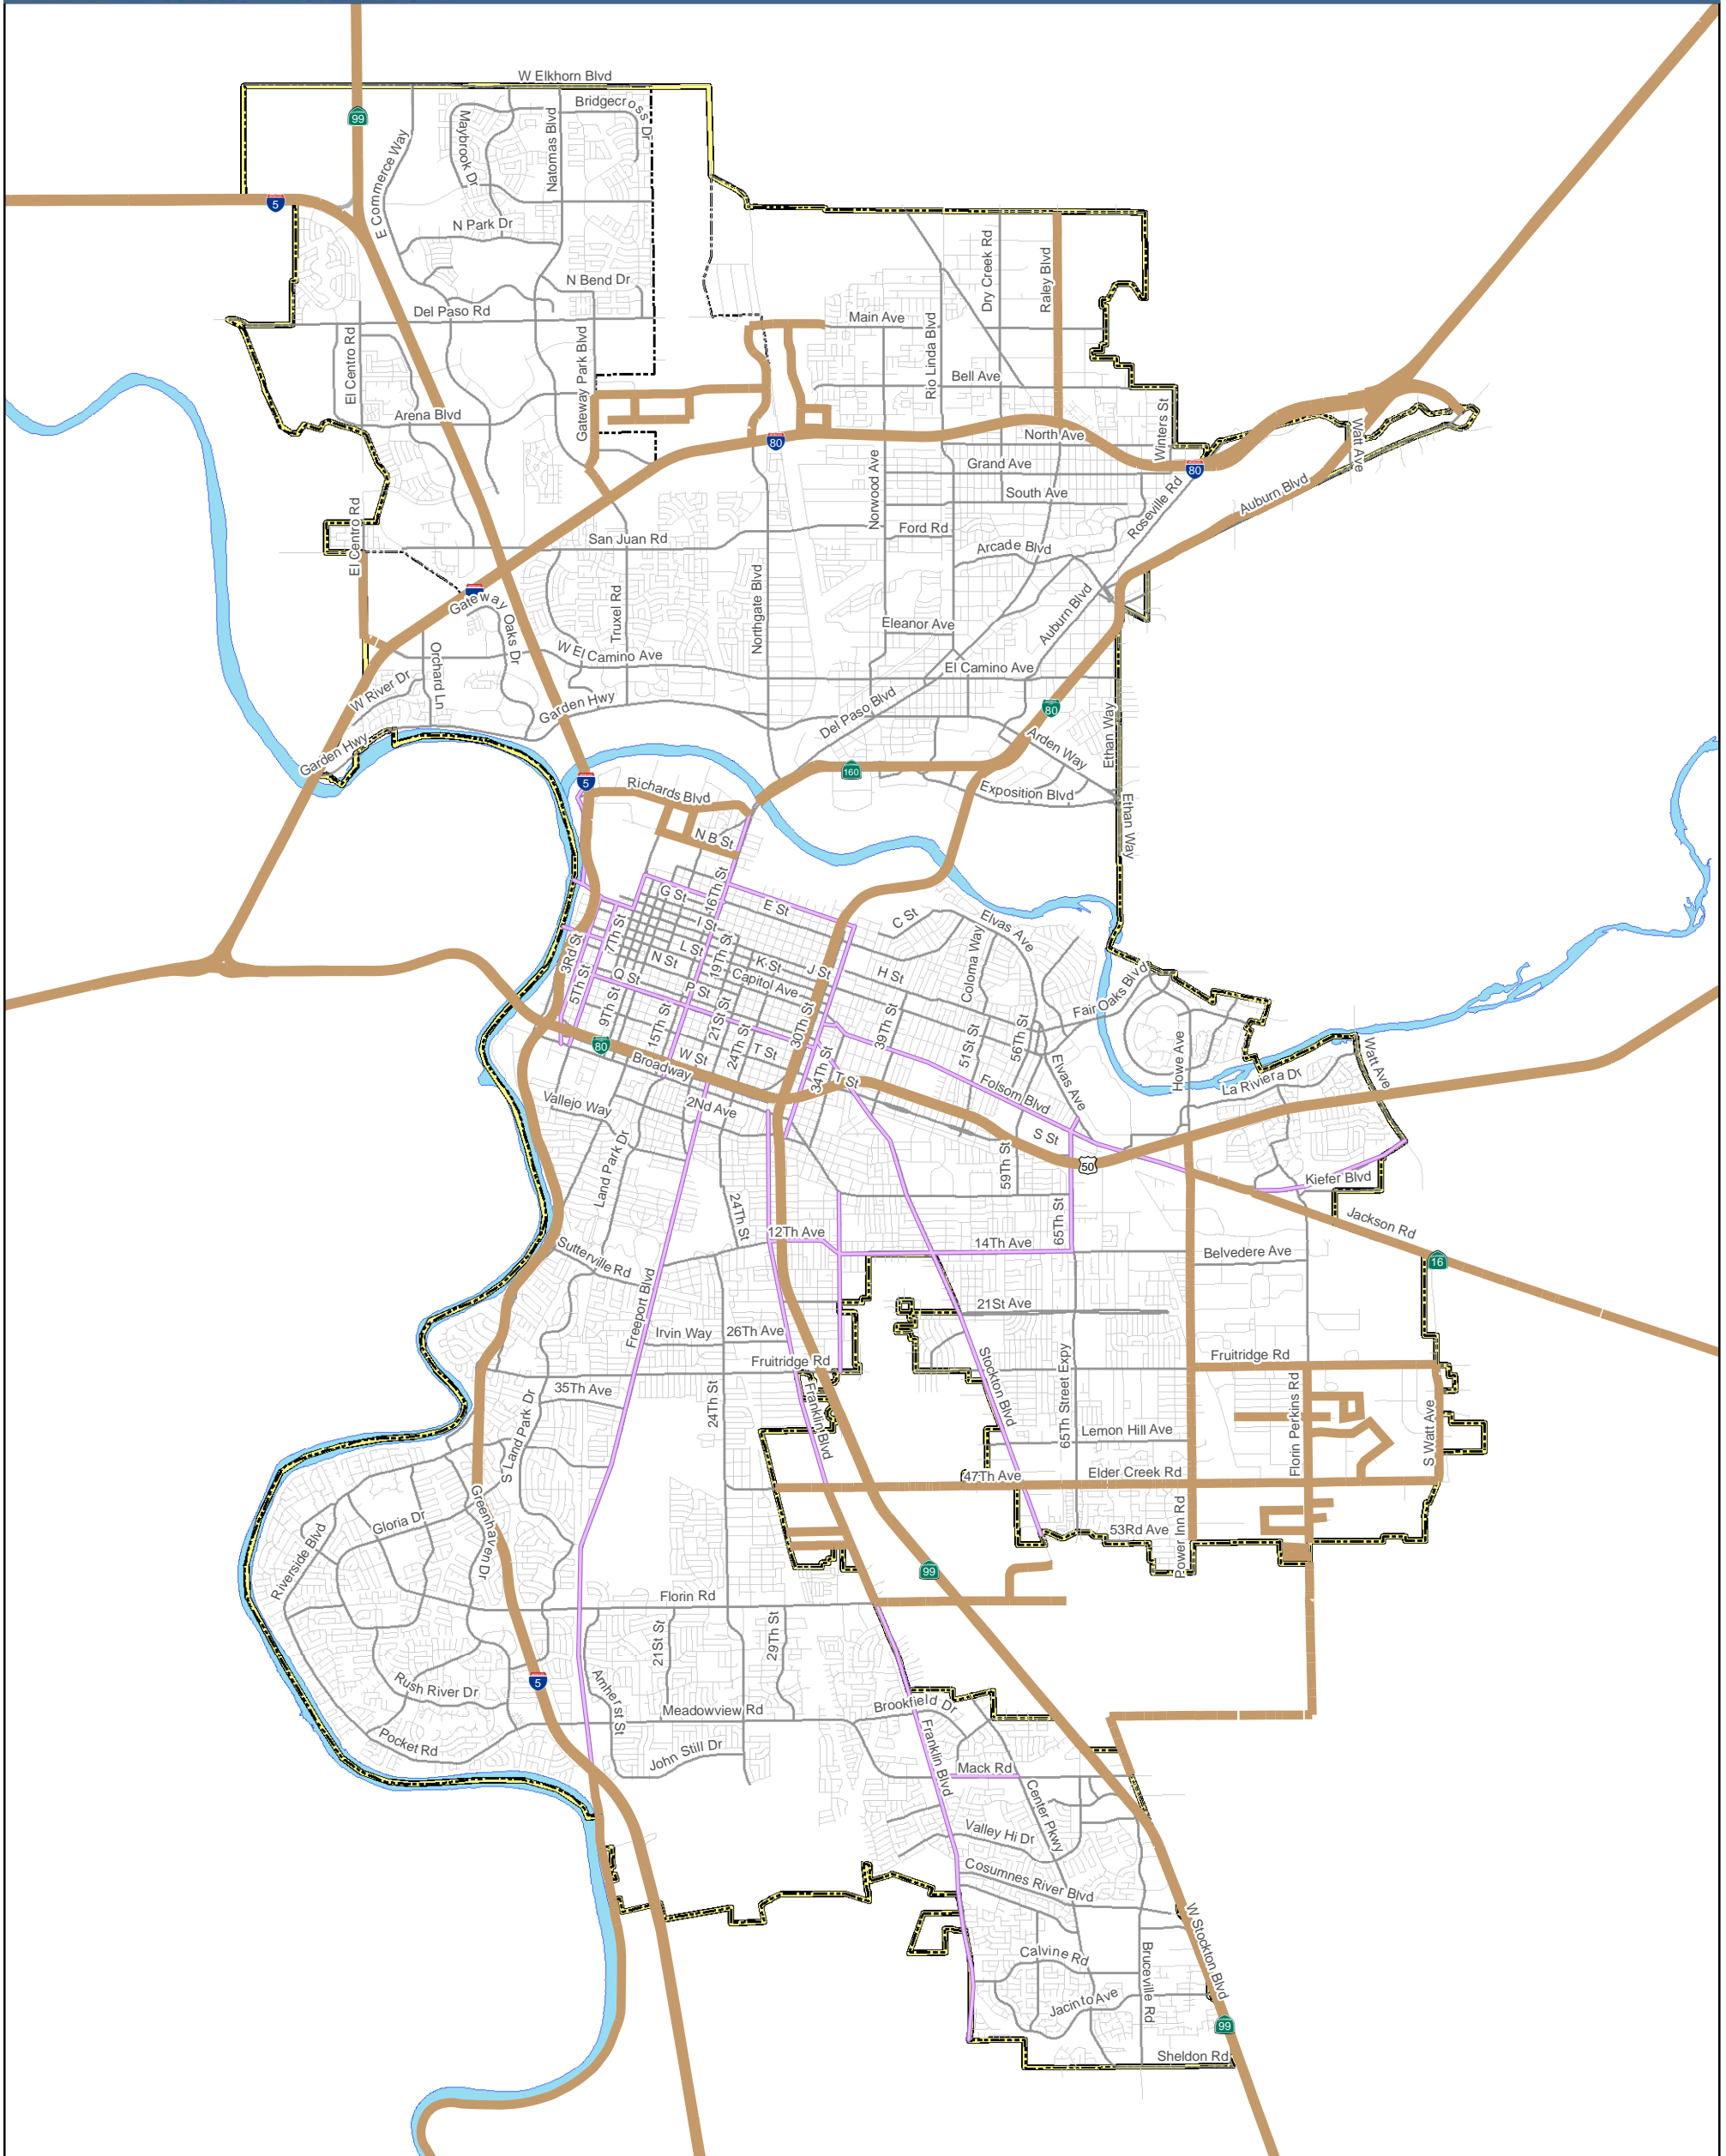 W Elkhorn Blvd
Bridgecross Dr
99
Maybrook Dr
Natomas Blvd
E Commerce Way
5
N Park Dr
Dry Creek Rd
Raley Blvd
N Bend Dr
Del Paso Rd
Main Ave
Rio Linda Blvd
El Centro Rd
Gateway Park Blvd
Bell Ave
Arena Blvd
Winters St
North Ave
80
Watt Ave
Grand Ave
80
Norwood Ave
South Ave
Auburn Blvd
Roseville Rd
El Centro Rd
Ford Rd
San Juan Rd
Arcade Blvd
Gateway Oaks Dr
Truxel Rd
Northgate Blvd
Auburn Blvd
Eleanor Ave
Orchard Ln
W El Camino Ave
El Camino Ave
W River Dr
Garden Hwy
Del Paso Blvd
80
Ethan Way
Arden Way
Garden Hwy
160
5
Richards Blvd
Exposition Blvd
Ethan Way
N B St
16Th St
G St
E St
C St
Elvas Ave
I St
7Th St
3Rd St
L St
19Th St
K St
J St
H St
Coloma Way
N St
Capitol Ave
5Th St
Q St
P St
Fair Oaks Blvd
9Th St
15Th St
21St St
24Th St
30Th St
39Th St
51St St
56Th St
80
W St
T St
Broadway
34Th St
T St
Elvas Ave
Howe Ave
Watt Ave
La Riviera Dr
Folsom Blvd
Vallejo Way
2Nd Ave
S St
Land Park Dr
59Th St
50
Kiefer Blvd
24Th St
65Th St
Jackson Rd
12Th Ave
14Th Ave
Belvedere Ave
16
Sutterville Rd
Freeport Blvd
21St Ave
Irvin Way
26Th Ave
Fruitridge Rd
Fruitridge Rd
Stockton Blvd
65Th Street Expy
35Th Ave
24Th St
Franklin Blvd
S Land Park Dr
Lemon Hill Ave
Florin Perkins Rd
S Watt Ave
47Th Ave
Elder Creek Rd
Greenhaven Dr
Gloria Dr
Riverside Blvd
53Rd Ave
Power Inn Rd
99
Florin Rd
21St St
29Th St
5
Rush River Dr
Amherst St
Meadowview Rd
Brookfield Dr
Pocket Rd
John Still Dr
Franklin Blvd
Mack Rd
Center Pkwy
Valley Hi Dr
Cosumnes River Blvd
W Stockton Blvd
Calvine Rd
Bruceville Rd
Jacinto Ave
99
Sheldon Rd